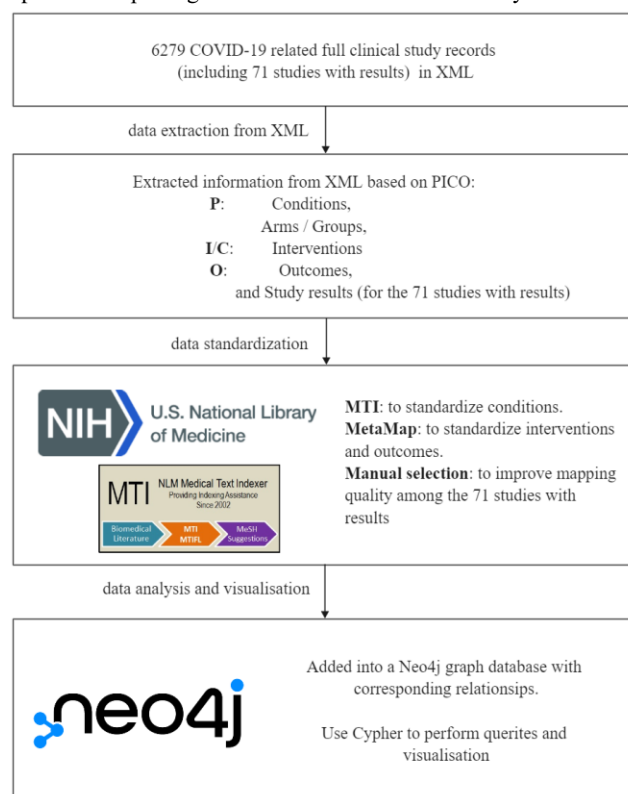 6279 COVID-19 related full clinical study records
(including 71 studies with results) in XML
data extraction from XML
Extracted information from XML based on PICO:
P: Conditions,
Arms / Groups,
I/C: Interventions
O: Outcomes,
and Study results (for the 71 studies with results)
data standardization
NIH
U.S. National Library
of Medicine
MTI
NLM Medical Text Indexer
Providing Indexing Assistance
Since 2002
Biomedical
Literature
MTI
MTIFL
MeSH
Suggestions
MTI: to standardize conditions.
MetaMap: to standardize interventions
and outcomes.
Manual selection: to improve mapping
quality among the 71 studies with
results
data analysis and visualisation
neo4j
Added into a Neo4j graph database with
corresponding relationsips.
Use Cypher to perform querites and
visualisation